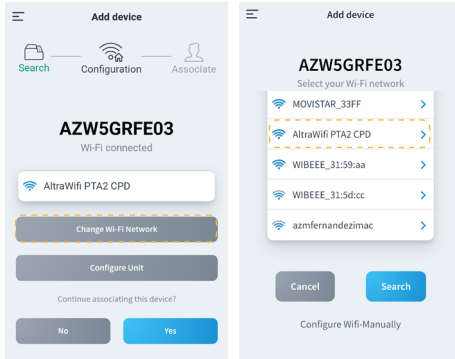 Add device
Search
Configuration
Associate
AZW5GRFE03
Wi-Fi connected
AltraWifi PTA2 CPD
Change Wi-Fi Network
Configure Unit
Continue associating this device?
No
Yes
Add device
AZW5GRFE03
Select your Wi-Fi network
MOVISTAR_33FF
AltraWifi PTA2 CPD
WIBEEE_31:59:aa
WIBEEE_31:5d:cc
azmfernandezimac
Cancel
Search
Configure Wifi-Manually